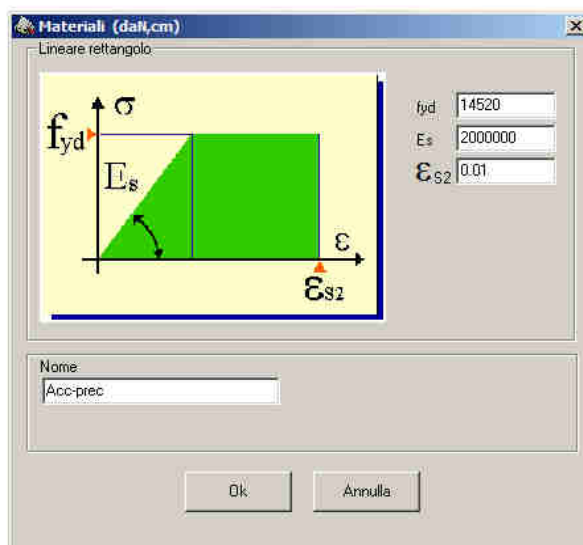 Materiali (daN,cm)
Lineare rettangolo
σ
fyd
Es
ε
εS2
fyd 14520
Es 2000000
εS2 0.01
Nome
Acc-prec
Ok Annulla